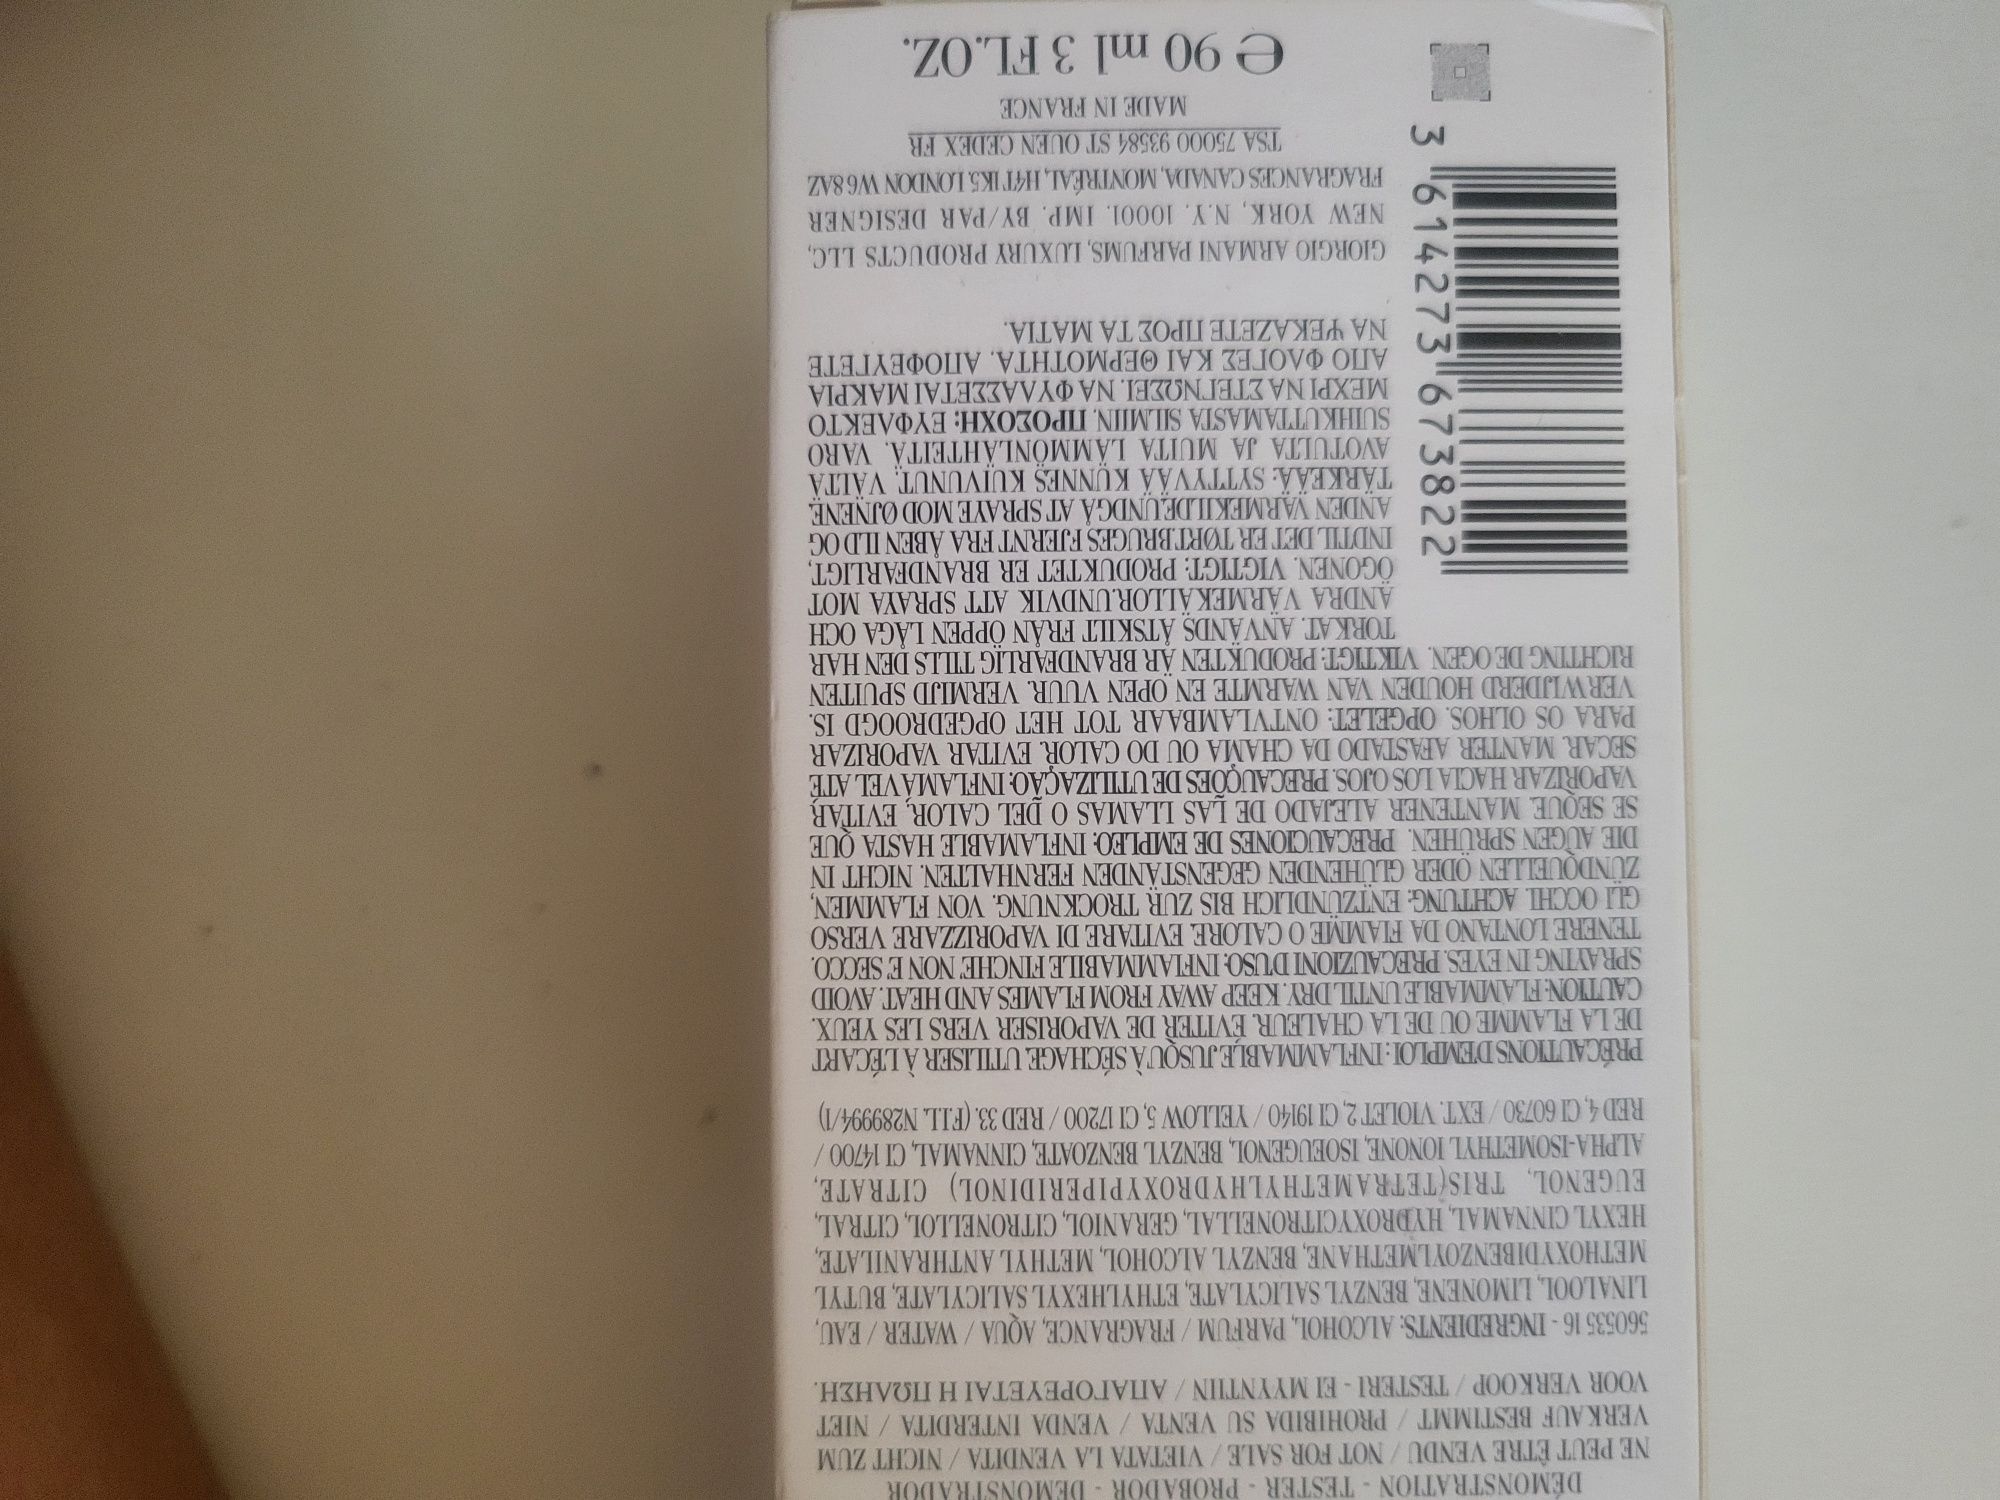 DÉMONSTRATION - TESTER - PROBADOR - DEMONSTRADOR
NE PEUT ÊTRE VENDU / NOT FOR SALE / VIETATA LA VENDITA / NICHT ZUM
VERKAUF BESTIMMT / PROHIBIDA SU VENTA / VENDA INTERDITA / NIET
VOOR VERKOOP / TESTERI - EI MYYNTIIN / ΑΠΑΓΟΡΕΥΕΤΑΙ Η ΠΩΛΗΣΗ.
560535 16 - INGREDIENTS: ALCOHOL, PARFUM / FRAGRANCE, AQUA / WATER / EAU,
LINALOOL, LIMONENE, BENZYL SALICYLATE, ETHYLHEXYL SALICYLATE, BUTYL
METHOXYDIBENZOYLMETHANE, BENZYL ALCOHOL, METHYL ANTHRANILATE,
HEXYL CINNAMAL, HYDROXYCITRONELLAL, GERANIOL, CITRONELLOL, CITRAL,
EUGENOL, TRIS(TETRAMETHYLHYDROXYPIPERIDINOL) CITRATE,
ALPHA-ISOMETHYL IONONE, ISOEUGENOL, BENZYL BENZOATE, CINNAMAL, CI 14700 /
RED 4, CI 60730 / EXT. VIOLET 2, CI 19140 / YELLOW 5, CI 17200 / RED 33. (F.I.L. N289994/1)
PRÉCAUTIONS D'EMPLOI: INFLAMMABLE JUSQU'À SÉCHAGE. UTILISER À L'ÉCART
DE LA FLAMME OU DE LA CHALEUR. ÉVITER DE VAPORISER VERS LES YEUX.
CAUTION: FLAMMABLE UNTIL DRY. KEEP AWAY FROM FLAMES AND HEAT. AVOID
SPRAYING IN EYES. PRECAUZIONI D'USO: INFIAMMABILE FINCHE' NON E' SECCO.
TENERE LONTANO DA FIAMME O CALORE. EVITARE DI VAPORIZZARE VERSO
GLI OCCHI. ACHTUNG: ENTZÜNDLICH BIS ZUR TROCKNUNG. VON FLAMMEN,
ZÜNDQUELLEN ODER GLÜHENDEN GEGENSTÄNDEN FERNHALTEN. NICHT IN
DIE AUGEN SPRÜHEN. PRECAUCIONES DE EMPLEO: INFLAMABLE HASTA QUE
SE SEQUE. MANTENER ALEJADO DE LAS LLAMAS O DEL CALOR. EVITAR
VAPORIZAR HACIA LOS OJOS. PRECAUÇÕES DE UTILIZAÇÃO: INFLAMÁVEL ATÉ
SECAR. MANTER AFASTADO DA CHAMA OU DO CALOR. EVITAR VAPORIZAR
PARA OS OLHOS. OPGELET: ONTVLAMBAAR TOT HET OPGEDROOGD IS.
VERWIJDERD HOUDEN VAN WARMTE EN OPEN VUUR. VERMIJD SPUITEN
RICHTING DE OGEN. VIKTIGT: PRODUKTEN ÄR BRANDFARLIG TILLS DEN HAR
TORKAT. ANVÄNDS ÅTSKILT FRÅN ÖPPEN LÅGA OCH
ANDRA VÄRMEKÄLLOR.UNDVIK ATT SPRAYA MOT
ÖGONEN. VIGTIGT: PRODUKTET ER BRANDFARLIGT,
INDTIL DET ER TØRT.BRUGES FJERNT FRA ÅBEN ILD OG
ANDEN VARMEKILDE.UNDGÅ AT SPRAYE MOD ØJNENE.
TÄRKEÄÄ: SYTTYVÄÄ KUNNES KUIVUNUT. VÄLTÄ
AVOTULTA JA MUITA LÄMMÖNLÄHTEITÄ. VARO
SUIHKUTTAMASTA SILMIIN. ΠΡΟΣΟΧΗ: ΕΥΦΛΕΚΤΟ
ΜΕΧΡΙ ΝΑ ΣΤΕΓΝΩΣΕΙ. ΝΑ ΦΥΛΑΣΣΕΤΑΙ ΜΑΚΡΙΑ
ΑΠΟ ΦΛΟΓΕΣ ΚΑΙ ΘΕΡΜΟΤΗΤΑ. ΑΠΟΦΕΥΓΕΤΕ
ΝΑ ΨΕΚΑΖΕΤΕ ΠΡΟΣ ΤΑ ΜΑΤΙΑ.
GIORGIO ARMANI PARFUMS, LUXURY PRODUCTS LLC,
NEW YORK, N.Y. 10001. IMP. BY/PAR DESIGNER
FRAGRANCES CANADA, MONTRÉAL, H4T 1K5. LONDON W6 8AZ
TSA 75000 93584 ST OUEN CEDEX FR
MADE IN FRANCE
℮ 90 ml 3 FL.OZ.
3 614273 673822